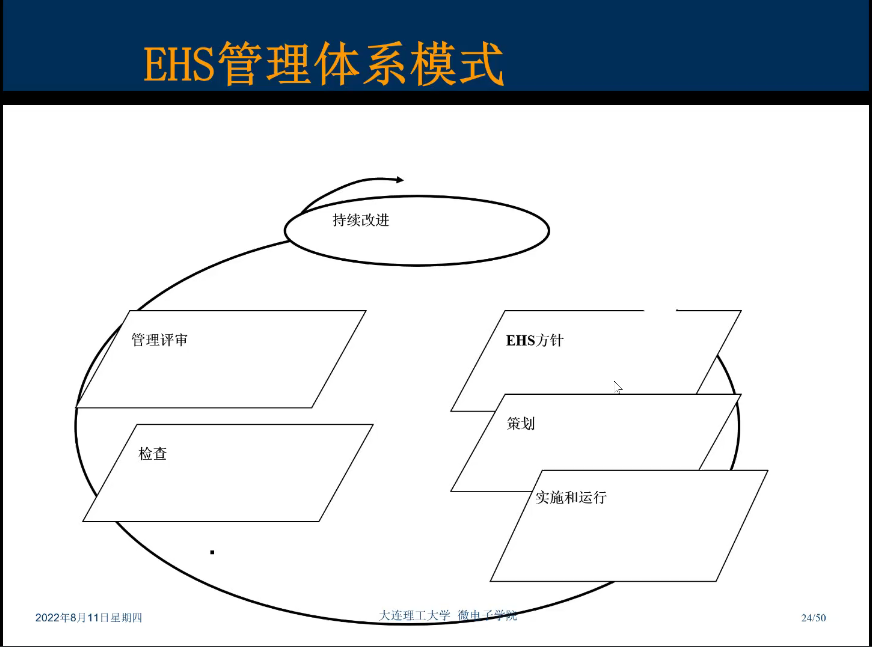 EHS管理体系模式
持续改进
管理评审
EHS方针
策划
检查
实施和运行
2022年8月11日星期四
大连理工大学 微电子学院
24/50